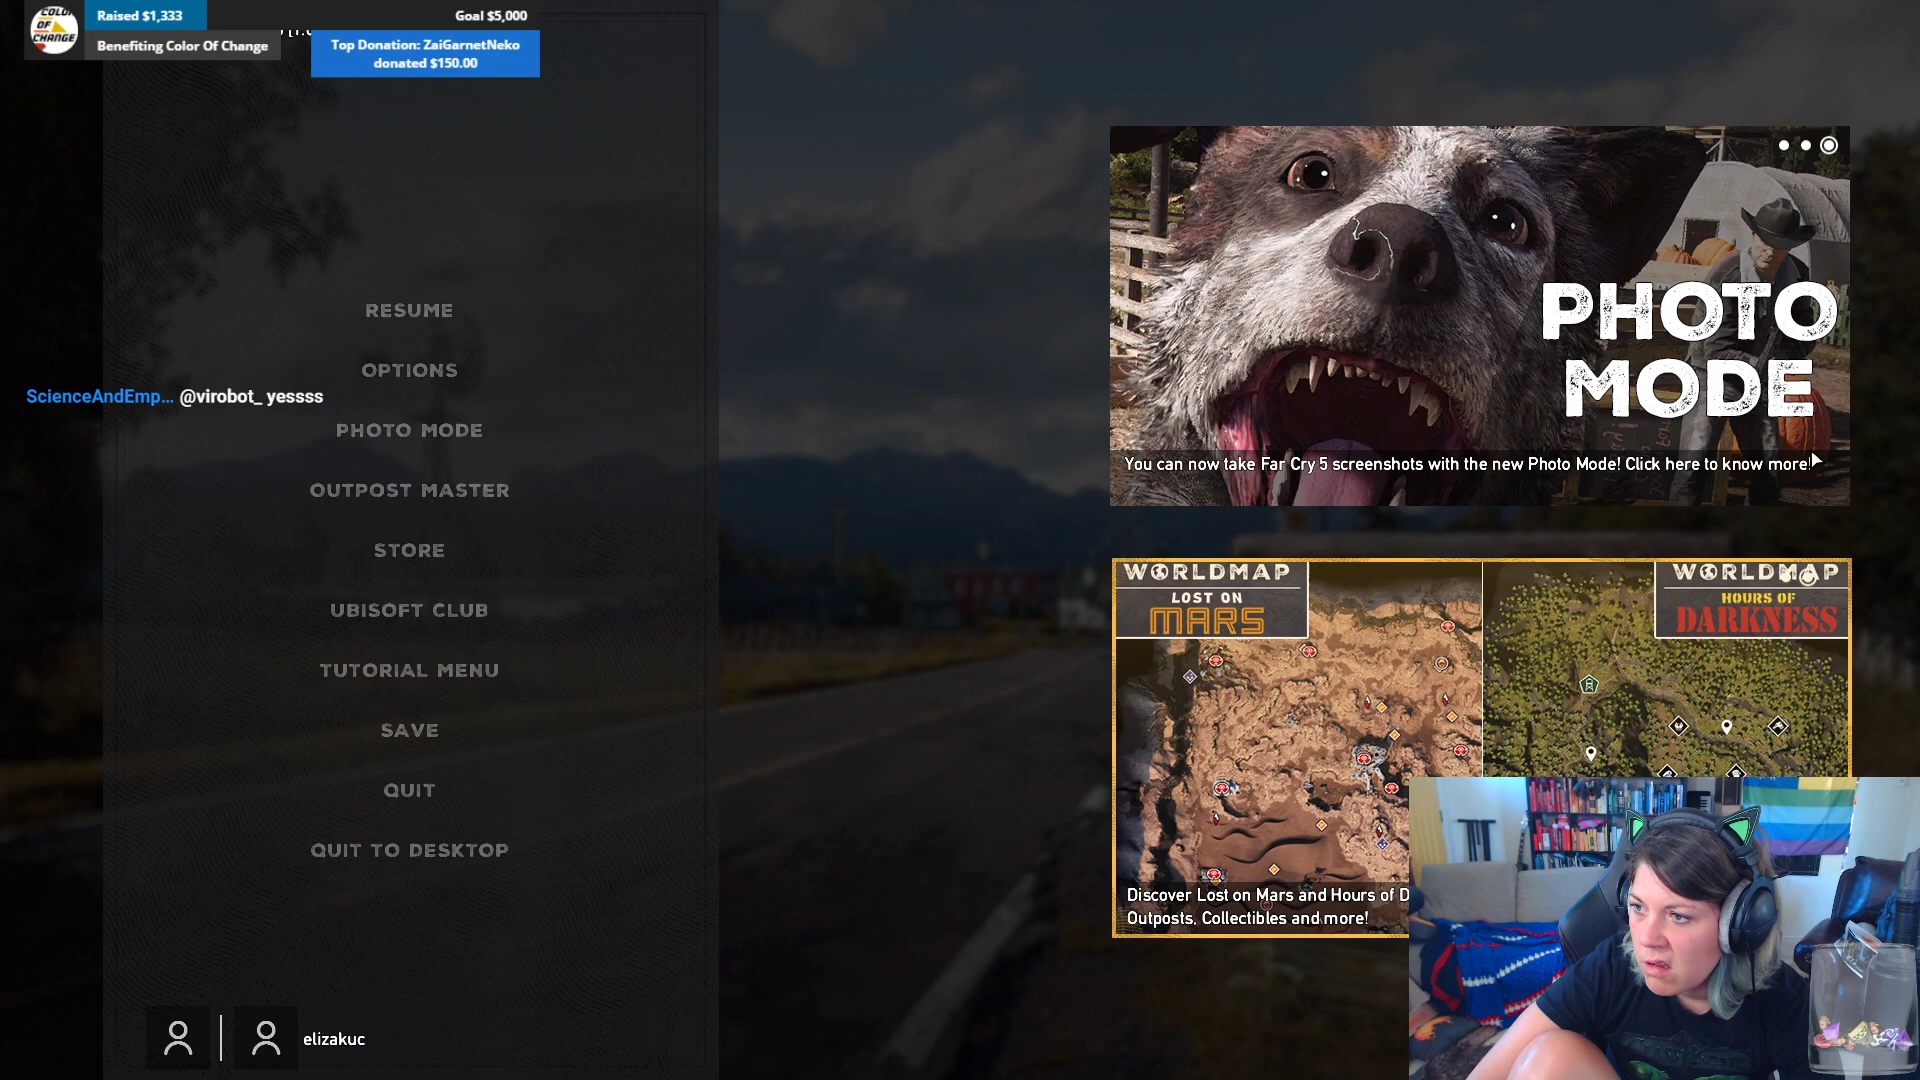 COLOR
OF
CHANGE
Raised $1,333
Goal $5,000
Benefiting Color Of Change
Top Donation: ZaiGarnetNeko
donated $150.00
RESUME
OPTIONS
ScienceAndEmp... @virobot_ yessss
PHOTO MODE
OUTPOST MASTER
STORE
UBISOFT CLUB
TUTORIAL MENU
SAVE
QUIT
QUIT TO DESKTOP
elizakuc
PHOTO
MODE
You can now take Far Cry 5 screenshots with the new Photo Mode! Click here to know more!
WORLDMAP
LOST ON
MARS
WORLDMAP
HOURS OF
DARKNESS
Discover Lost on Mars and Hours of D
Outposts, Collectibles and more!